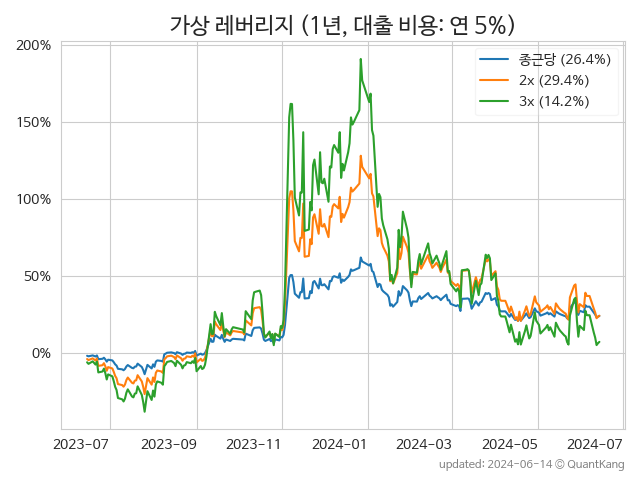 가상 레버리지 (1년, 대출 비용: 연 5%)
200%
150%
100%
50%
0%
종근당 (26.4%)
2x (29.4%)
3x (14.2%)
2023-07
2023-09
2023-11
2024-01
2024-03
2024-05
2024-07
updated: 2024-06-14 © QuantKang